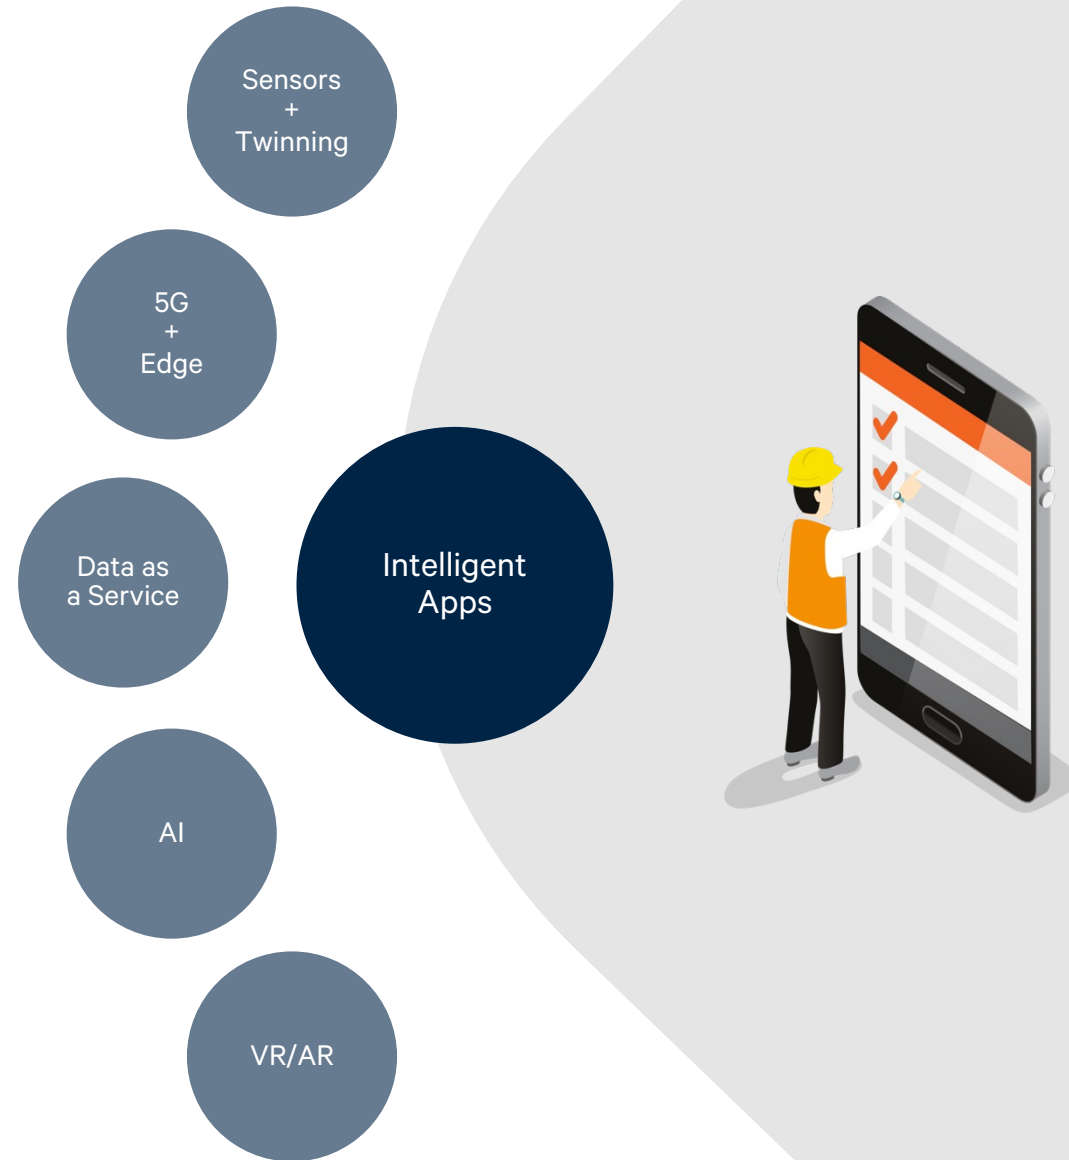 Sensors
+
Twinning
5G
+
Edge
Data as
a Service
Intelligent
Apps
AI
VR/AR